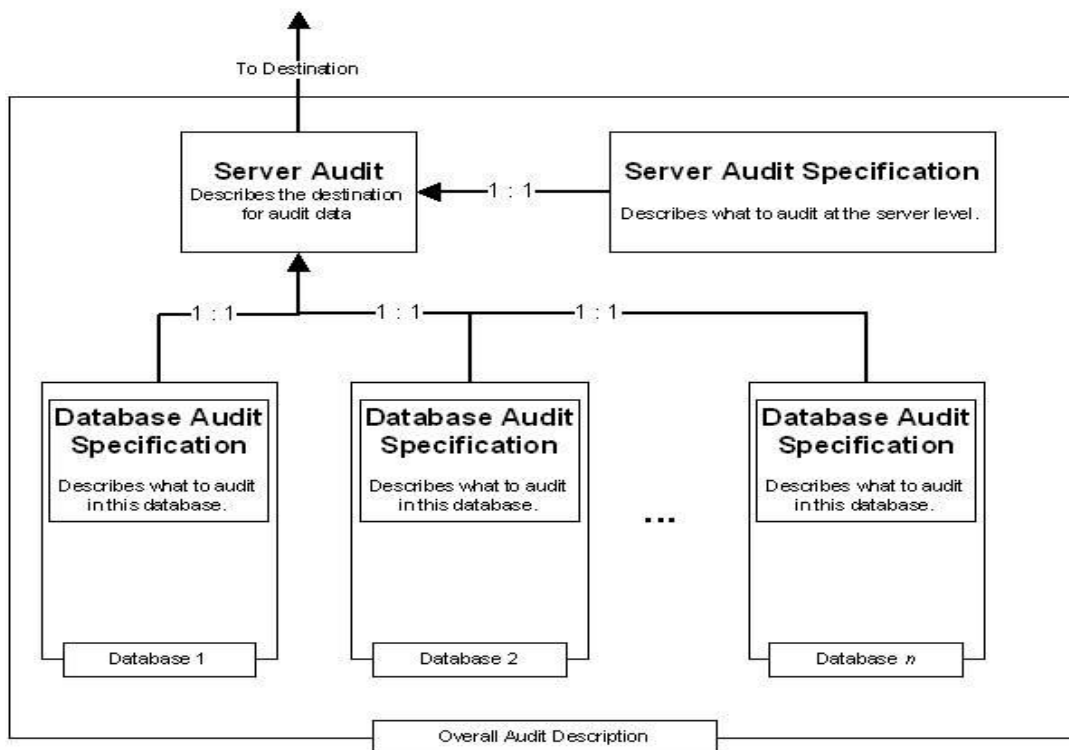 To Destination
Server Audit
Describes the destination
for audit data
1 : 1
Server Audit Specification
Describes what to audit at the server level.
1 : 1
1 : 1
1 : 1
Database Audit
Specification
Describes what to audit
in this database.
Database Audit
Specification
Describes what to audit
in this database.
...
Database Audit
Specification
Describes what to audit
in this database.
Database 1
Database 2
Database n
Overall Audit Description